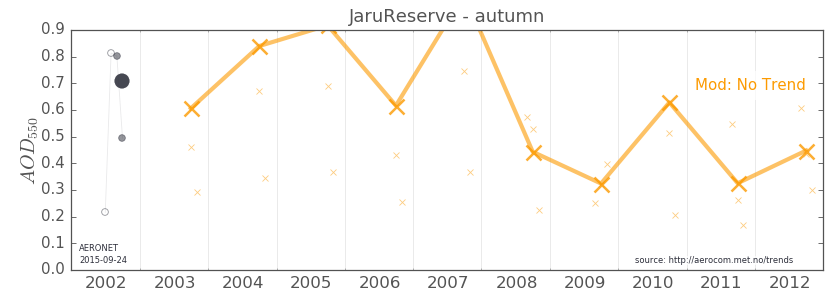 JaruReserve - autumn
0.9
0.8
0.7
0.6
0.5
0.4
0.3
0.2
0.1
0.0
AOD550
Mod: No Trend
AERONET
2015-09-24
source: http://aerocom.met.no/trends
2002 2003 2004 2005 2006 2007 2008 2009 2010 2011 2012